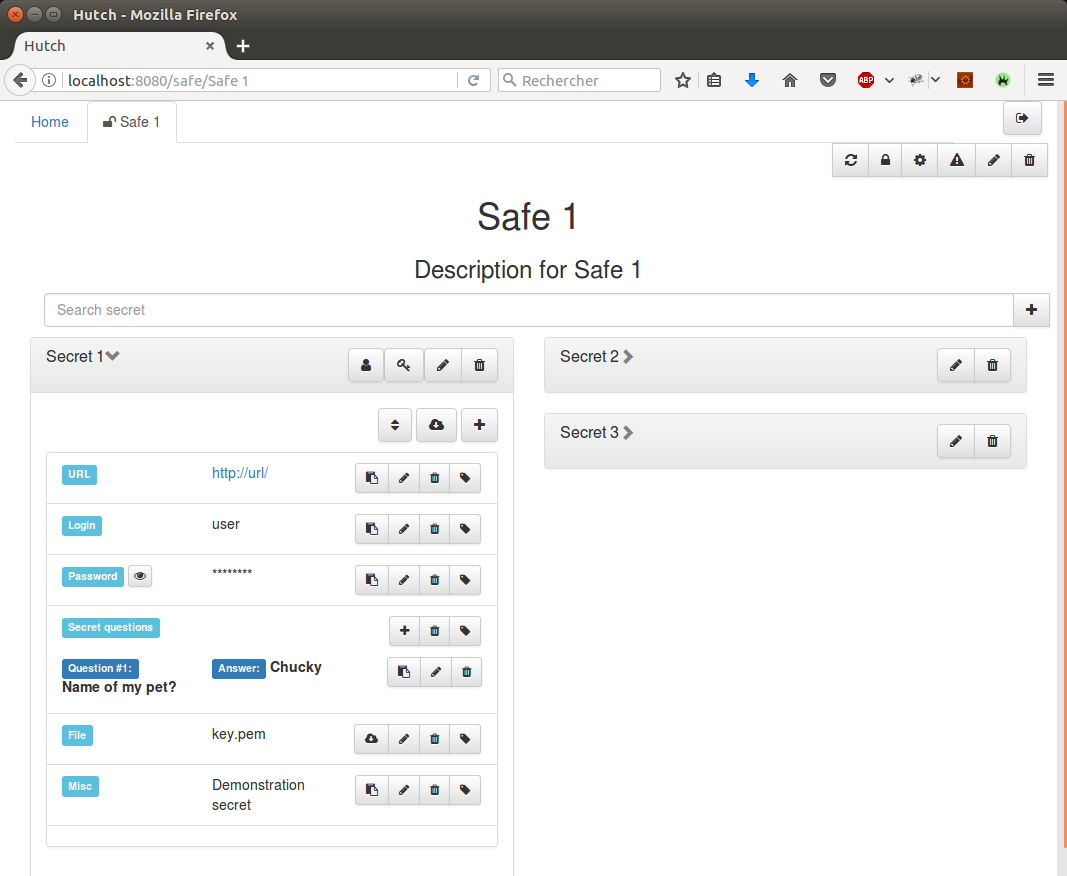 Hutch - Mozilla Firefox
Hutch
localhost:8080/safe/Safe 1
Rechercher
ABP
Home
Safe 1
Safe 1
Description for Safe 1
Search secret
Secret 1
URL http://url/
Login user
Password ********
Secret questions
Question #1: Answer: Chucky
Name of my pet?
File key.pem
Misc Demonstration
secret
Secret 2
Secret 3